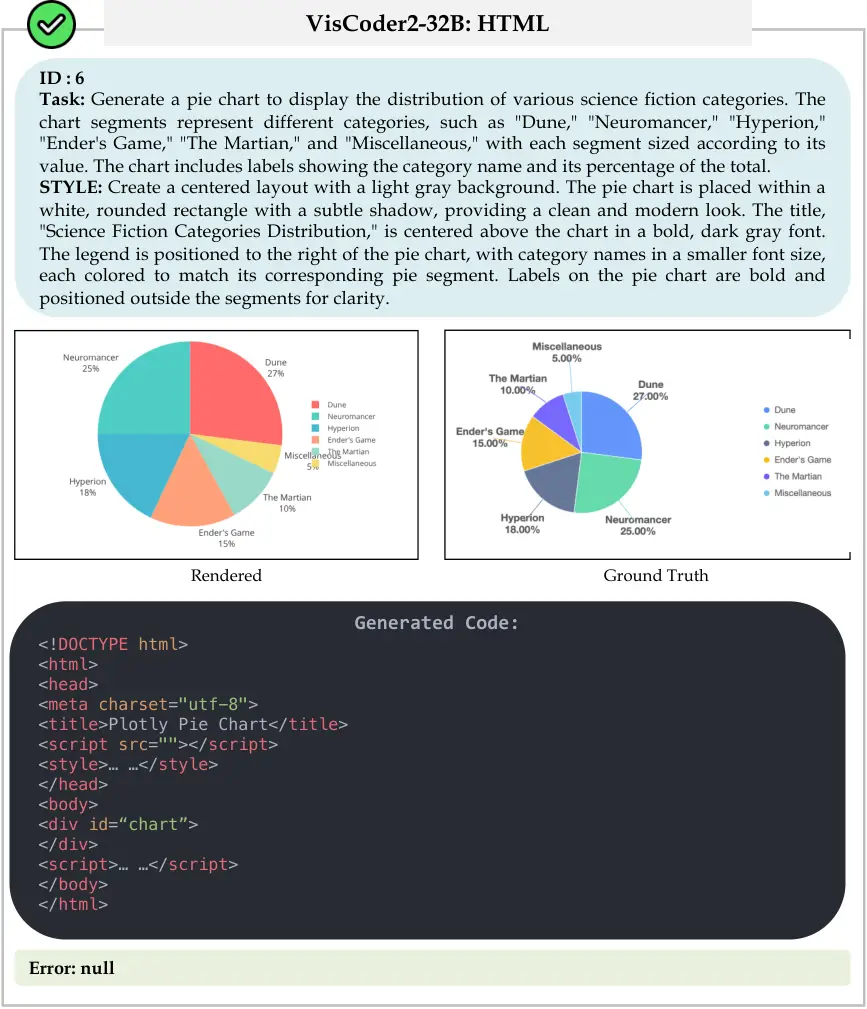 VisCoder2-32B: HTML
ID : 6
Task: Generate a pie chart to display the distribution of various science fiction categories. The
chart segments represent different categories, such as "Dune," "Neuromancer," "Hyperion,"
"Ender's Game," "The Martian," and "Miscellaneous," with each segment sized according to its
value. The chart includes labels showing the category name and its percentage of the total.
STYLE: Create a centered layout with a light gray background. The pie chart is placed within a
white, rounded rectangle with a subtle shadow, providing a clean and modern look. The title,
"Science Fiction Categories Distribution," is centered above the chart in a bold, dark gray font.
The legend is positioned to the right of the pie chart, with category names in a smaller font size,
each colored to match its corresponding pie segment. Labels on the pie chart are bold and
positioned outside the segments for clarity.
Neuromancer
25%
Dune
27%
Hyperion
18%
Ender's Game
15%
The Martian
10%
Miscellaneous
5%
Dune
Neuromancer
Hyperion
Ender's Game
The Martian
Miscellaneous
Rendered
Miscellaneous
5.00%
The Martian
10.00%
Dune
27.00%
Ender's Game
15.00%
Hyperion
18.00%
Neuromancer
25.00%
Dune
Neuromancer
Hyperion
Ender's Game
The Martian
Miscellaneous
Ground Truth
Generated Code:
<!DOCTYPE html>
<html>
<head>
<meta charset="utf-8">
<title>Plotly Pie Chart</title>
<script src=""></script>
<style>… …</style>
</head>
<body>
<div id=“chart”>
</div>
<script>… …</script>
</body>
</html>
Error: null